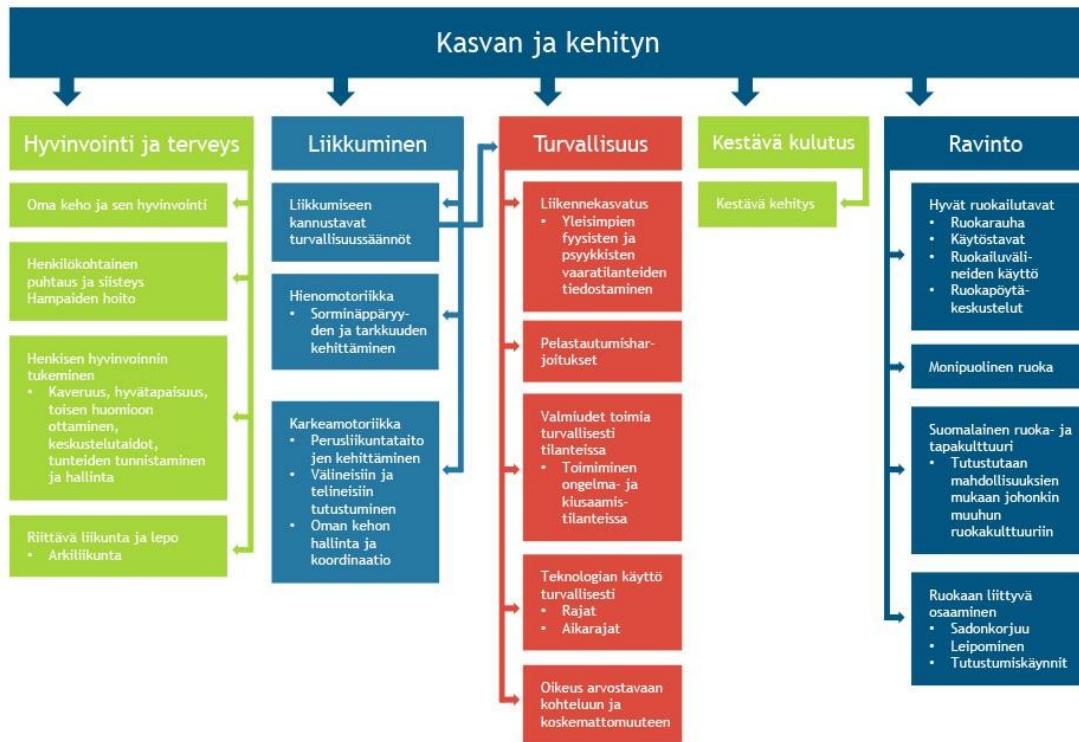 Kasvan ja kehityn
Hyvinvointi ja terveys
Oma keho ja sen hyvinvointi
Henkilökohtainen
puhtaus ja siisteys
Hampaiden hoito
Henkisen hyvinvoinnin
tukeminen
• Kaveruus, hyvätapaisuus,
toisen huomioon
ottaminen,
keskustelutaidot,
tunteiden tunnistaminen
ja hallinta
Riittävä liikunta ja lepo
• Arkiliikunta
Liikkuminen
Liikkumiseen
kannustavat
turvallisuussäännöt
Hienomotoriikka
• Sorminäppäryy-
den ja tarkkuuden
kehittäminen
Karkeamotoriikka
• Perusliikuntataito
jen kehittäminen
• Välineisiin ja
telineisiin
tutustuminen
• Oman kehon
hallinta ja
koordinaatio
Turvallisuus
Liikennekasvatus
• Yleisimpien
fyysisten ja
psyykkisten
vaaratilanteiden
tiedostaminen
Pelastautumishar-
joitukset
Valmiudet toimia
turvallisesti
tilanteissa
• Toimiminen
ongelma- ja
kiusaamis-
tilanteissa
Teknologian käyttö
turvallisesti
• Rajat
• Aikarajat
Oikeus arvostavaan
kohteluun ja
koskemattomuuteen
Kestävä kulutus
Kestävä kehitys
Ravinto
Hyvät ruokailutavat
• Ruokarauha
• Käytöstavat
• Ruokailuväli-
neiden käyttö
• Ruokapöytä-
keskustelut
Monipuolinen ruoka
Suomalainen ruoka- ja
tapakulttuuri
• Tutustutaan
mahdollisuuksien
mukaan johonkin
muuhun
ruokakulttuuriin
Ruokaan liittyvä
osaaminen
• Sadonkorjuu
• Leipominen
• Tutustumiskäynnit